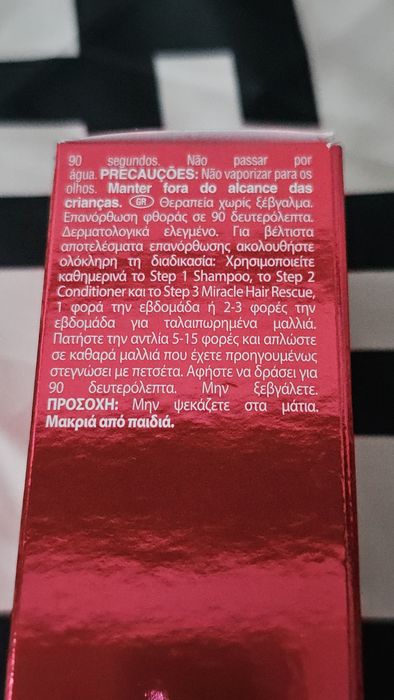 90 segundos. Não passar por
água. PRECAUÇÕES: Não vaporizar para os
olhos. Manter fora do alcance das
crianças. GR Θεραπεία χωρίς ξέβγαλμα.
Επανόρθωση φθοράς σε 90 δευτερόλεπτα.
Δερματολογικά ελεγμένο. Για βέλτιστα
αποτελέσματα επανόρθωσης ακολουθήστε
ολόκληρη τη διαδικασία: Χρησιμοποιείτε
καθημερινά το Step 1 Shampoo, το Step 2
Conditioner και το Step 3 Miracle Hair Rescue,
1 φορά την εβδομάδα ή 2-3 φορές την
εβδομάδα για ταλαιπωρημένα μαλλιά.
Πατήστε την αντλία 5-15 φορές και απλώστε
σε καθαρά μαλλιά που έχετε προηγουμένως
στεγνώσει με πετσέτα. Αφήστε να δράσει για
90 δευτερόλεπτα. Μην ξεβγάλετε.
ΠΡΟΣΟΧΗ: Μην ψεκάζετε στα μάτια.
Μακριά από παιδιά.